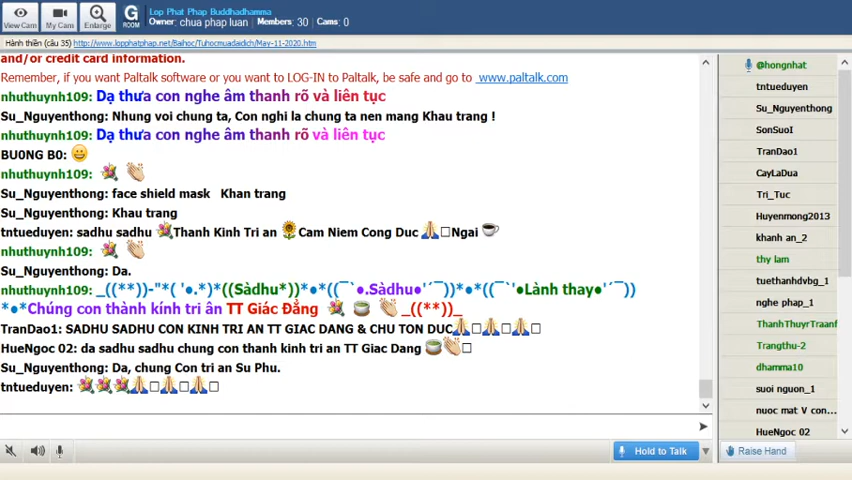 View Cam
My Cam
Enlarge
G
ROOM
Lop Phat Phap Buddhadhamma
Owner: chua phap luan Members: 30 Cams: 0
Hành thiền (câu 35) http://www.lopphatphap.net/Baihoc/Tuhocmuadaidich/May-11-2020.htm
and/or credit card information.
Remember, if you want Paltalk software or you want to LOG-IN to Paltalk, be safe and go to www.paltalk.com
nhuthuynh109: Dạ thưa con nghe âm thanh rõ và liên tục
Su_Nguyenthong: Nhung voi chung ta, Con nghi la chung ta nen mang Khau trang !
nhuthuynh109: Dạ thưa con nghe âm thanh rõ và liên tục
BU0NG B0: 😀
nhuthuynh109: 💐 👏
Su_Nguyenthong: face shield mask Khan trang
Su_Nguyenthong: Khau trang
tntueduyen: sadhu sadhu 💐Thanh Kinh Tri an 🌻Cam Niem Cong Duc 🙏□Ngai ☕
nhuthuynh109: 💐 👏
Su_Nguyenthong: Da.
nhuthuynh109: _((**))-"*( '●.*)*((Sàdhu*))*●*((¯`●.Sàdhu●'´¯))*●*((¯`'●Lành thay●'´¯))
*●*Chúng con thành kính tri ân TT Giác Đẳng 💐 🍵 👏 _((**))_
TranDao1: SADHU SADHU CON KINH TRI AN TT GIAC DANG & CHU TON DUC🙏□🙏□🙏□
HueNgoc 02: da sadhu sadhu chung con thanh kinh tri an TT Giac Dang 🍵👏□
Su_Nguyenthong: Da, chung Con tri an Su Phu.
tntueduyen: 💐💐💐🙏□🙏□🙏□
Hold to Talk
@hongnhat
tntueduyen
Su_Nguyenthong
SonSuoI
TranDao1
CayLaDua
Tri_Tuc
Huyenmong2013
khanh an_2
thy lam
tuethanhdvbg_1
nghe phap_1
ThanhThuyrTraanf
Trangthu-2
dhamma10
suoi nguon_1
nuoc mat V con...
HueNgoc 02
Raise Hand